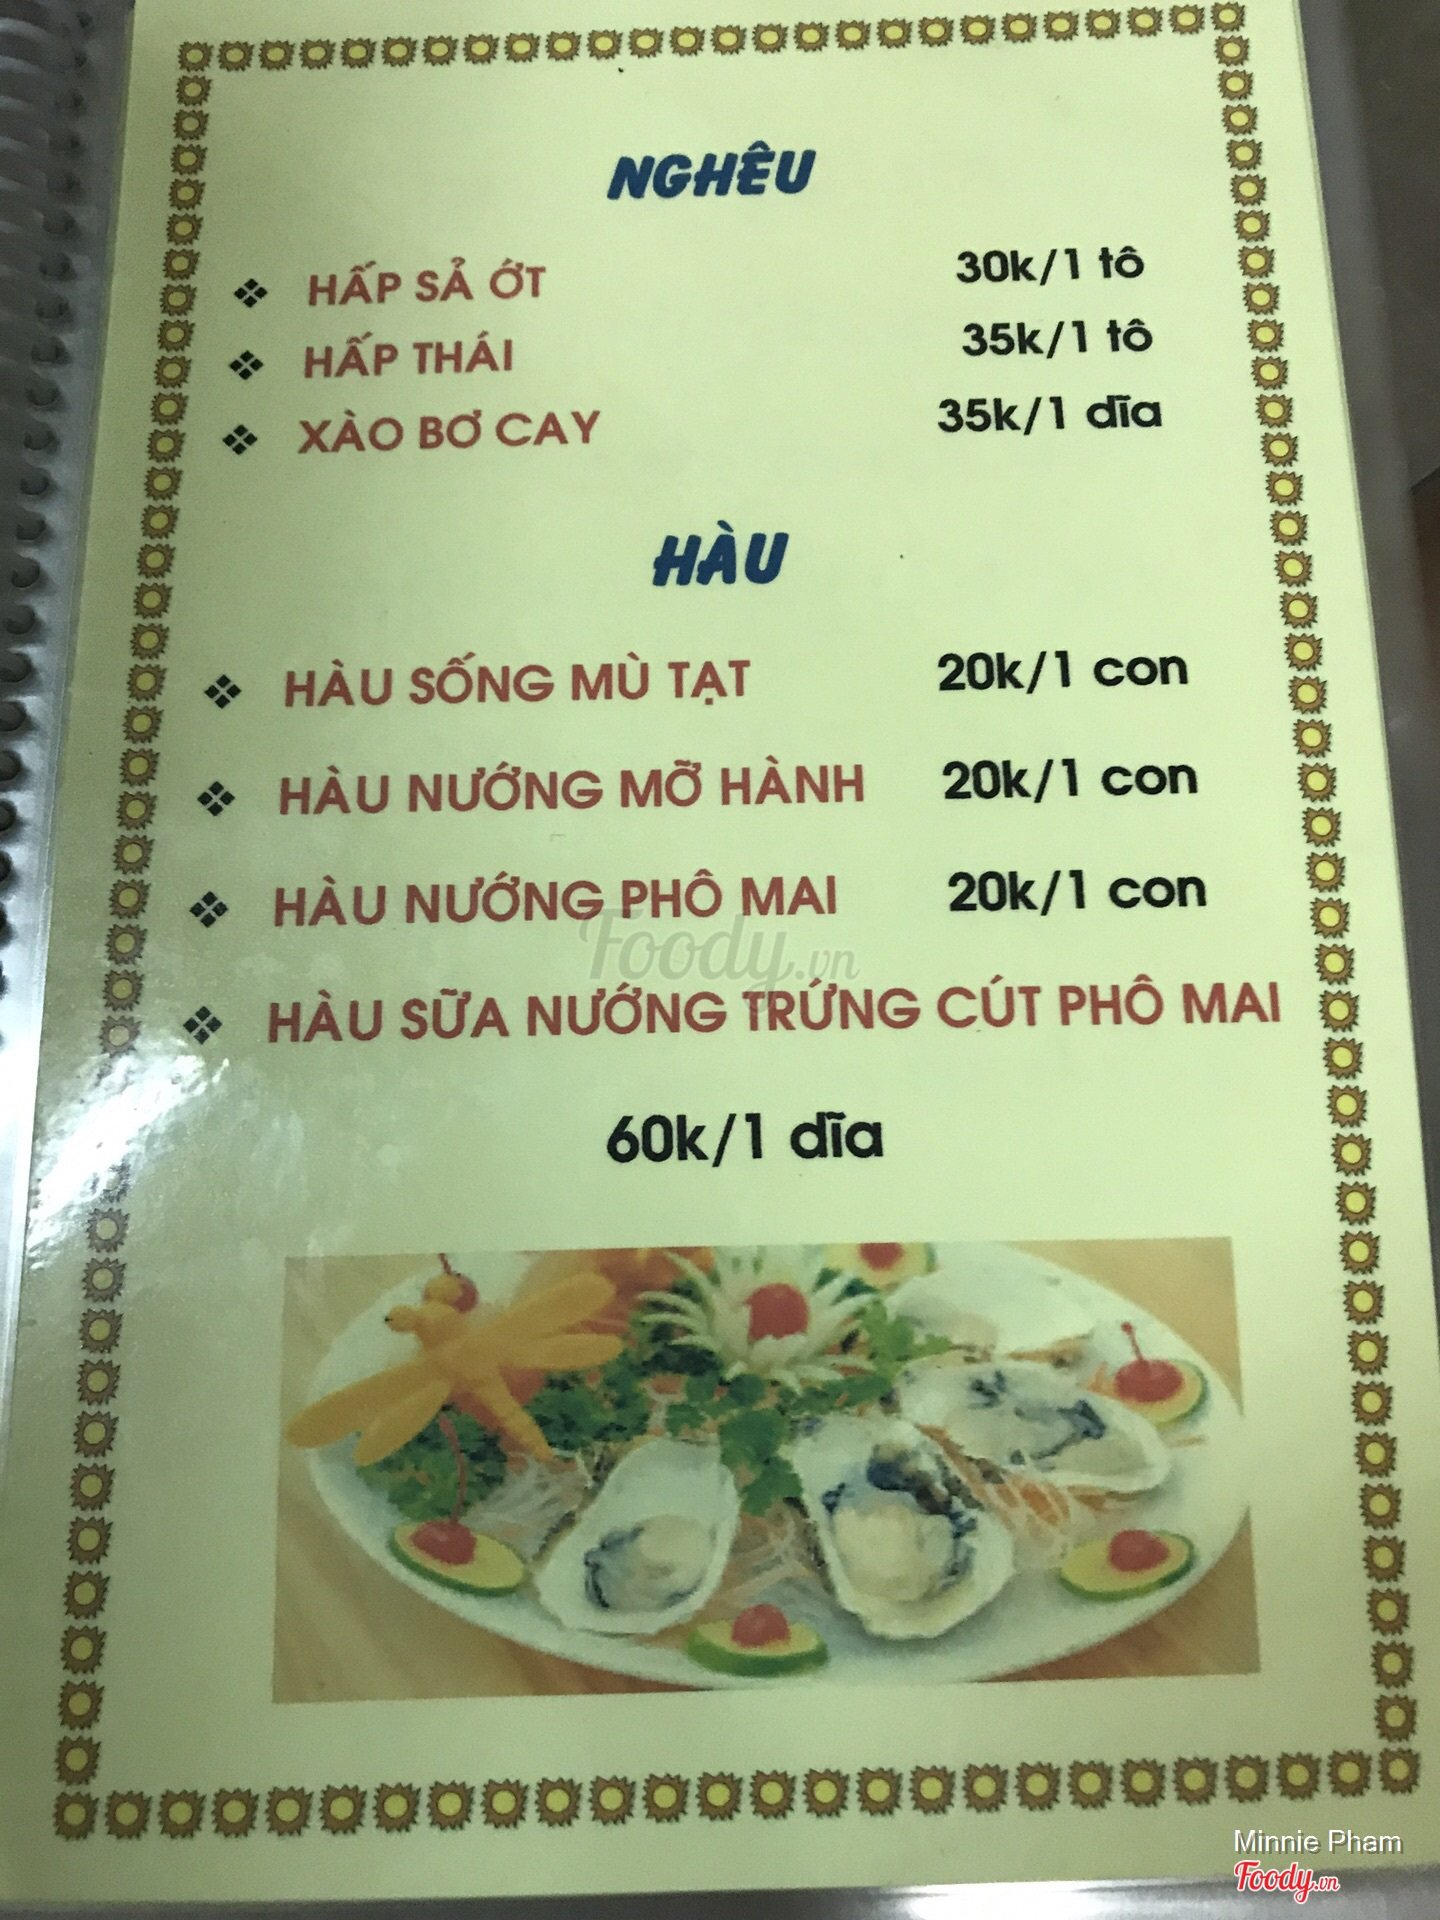 NGHÊU
HẤP SẢ ỚT 30k/1 tô
HẤP THÁI 35k/1 tô
XÀO BƠ CAY 35k/1 dĩa
HÀU
HÀU SỐNG MÙ TẠT 20k/1 con
HÀU NƯỚNG MỠ HÀNH 20k/1 con
HÀU NƯỚNG PHÔ MAI 20k/1 con
Foody.vn
HÀU SỮA NƯỚNG TRỨNG CÚT PHÔ MAI
60k/1 dĩa
Minnie Pham
Foody.vn